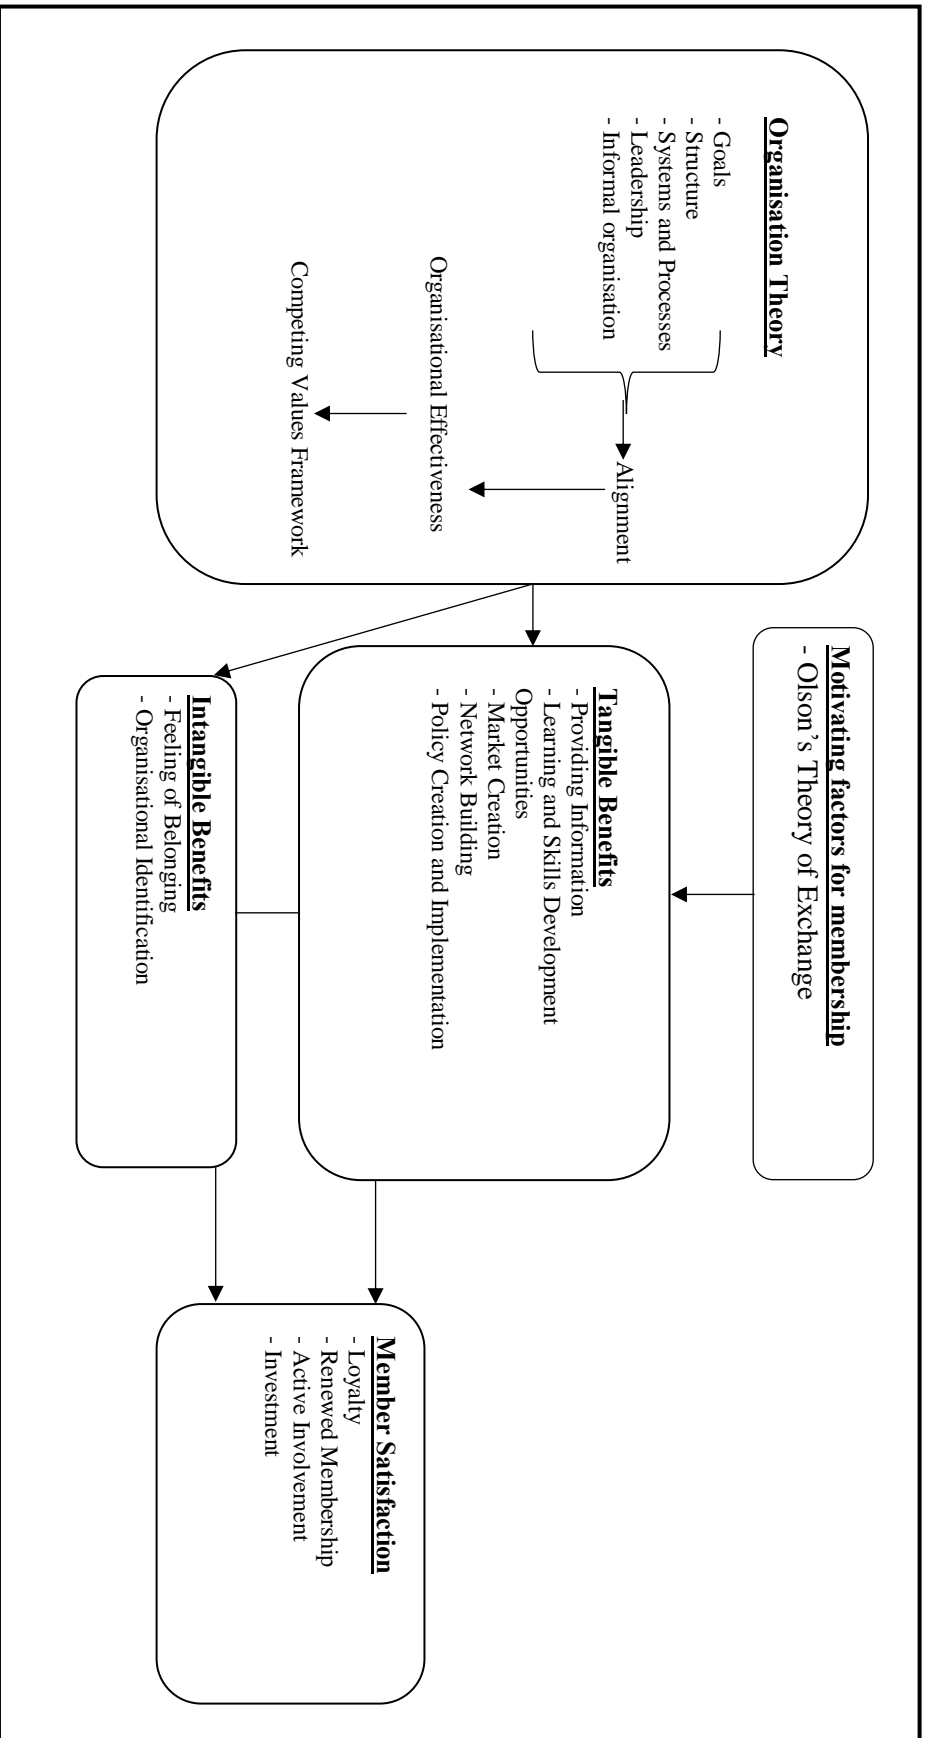 Organisation Theory
- Goals
- Structure
- Systems and Processes
- Leadership
- Informal organisation
Alignment
Organisational Effectiveness
Competing Values Framework
Motivating factors for membership
- Olson’s Theory of Exchange
Tangible Benefits
- Providing Information
- Learning and Skills Development
Opportunities
- Market Creation
- Network Building
- Policy Creation and Implementation
Intangible Benefits
- Feeling of Belonging
- Organisational Identification
Member Satisfaction
- Loyalty
- Renewed Membership
- Active Involvement
- Investment